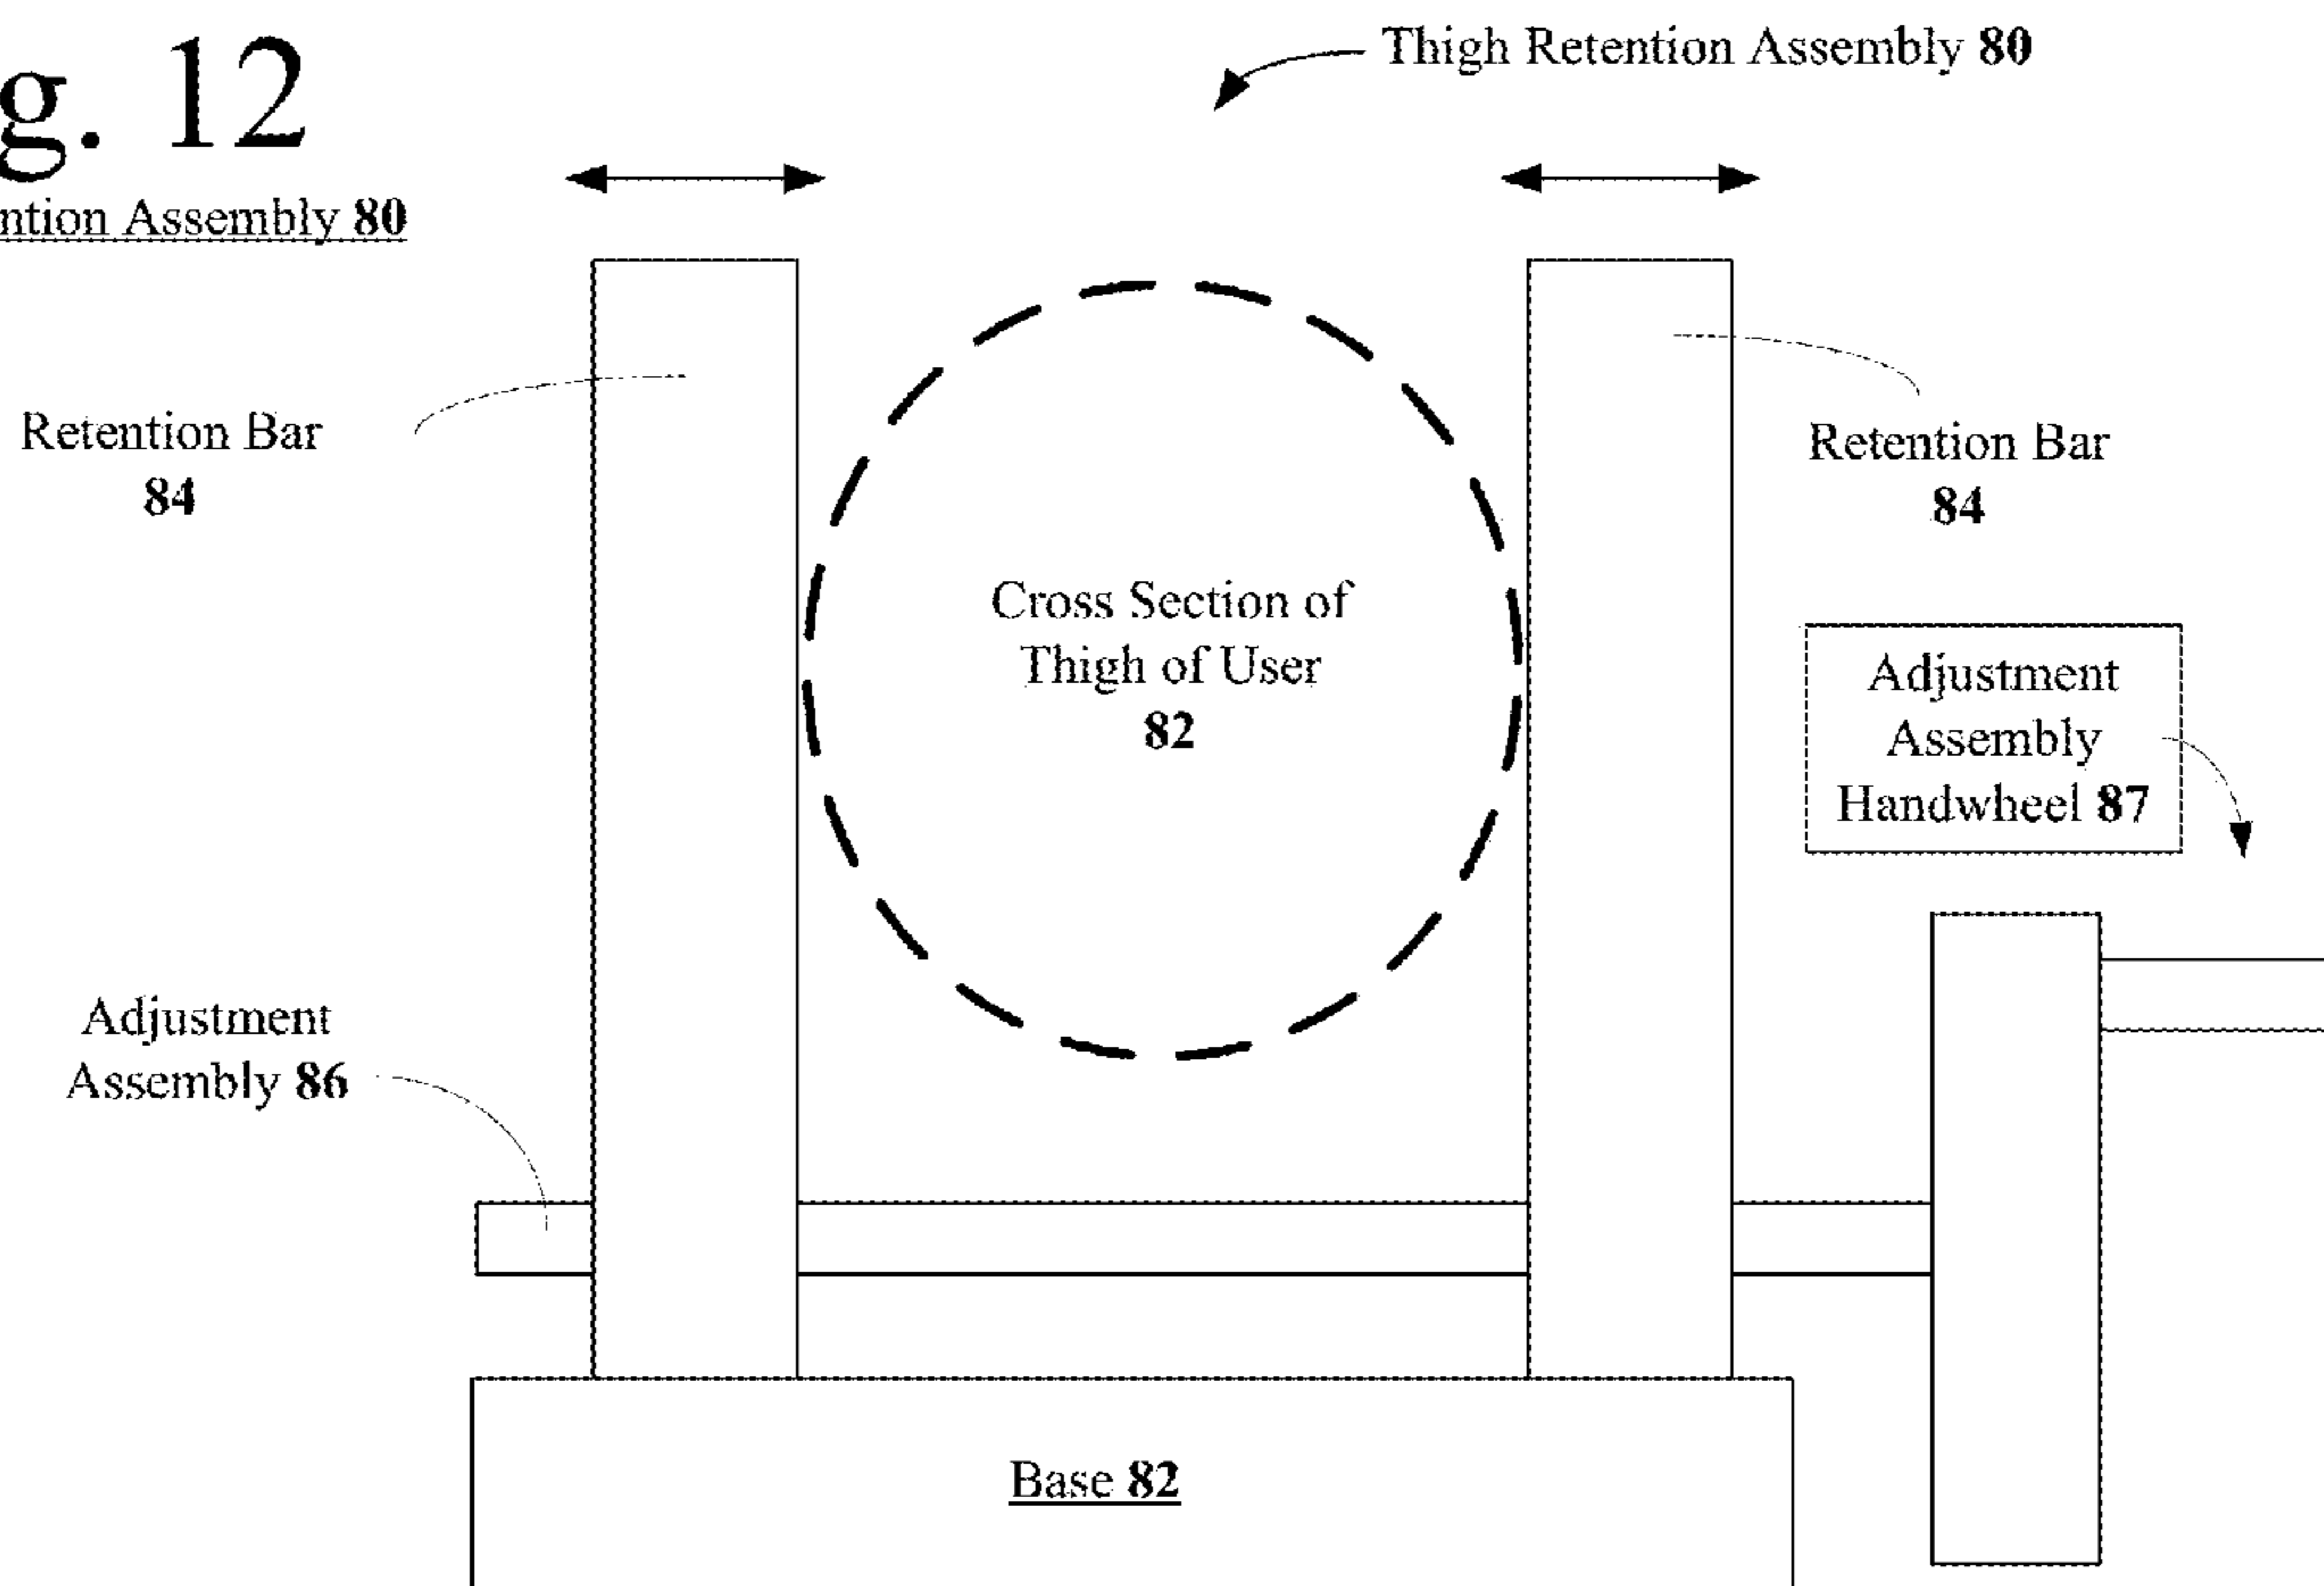 g. 12
Thigh Retention Assembly 80
ntion Assembly 80
Retention Bar
84
Retention Bar
84
Cross Section of
Thigh of User
82
Adjustment
Assembly
Handwheel 87
Adjustment
Assembly 86
Base 82